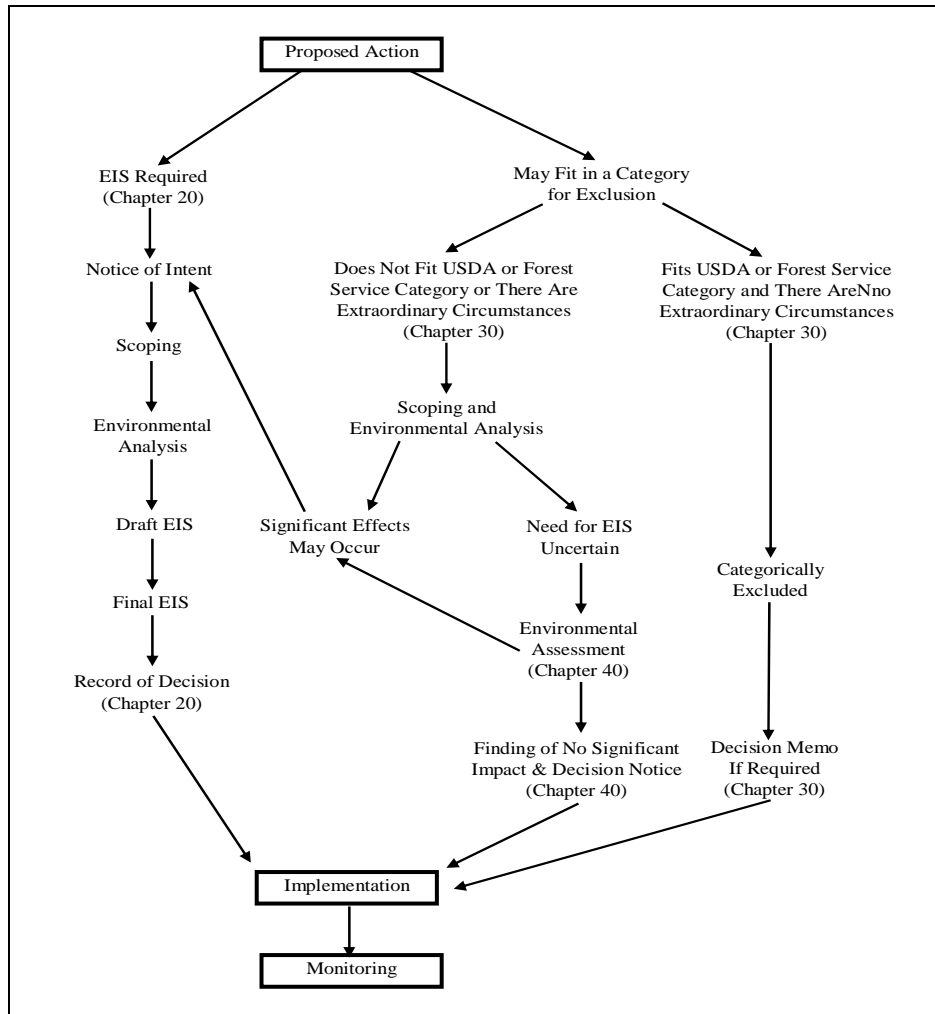 Proposed Action
EIS Required
(Chapter 20)
May Fit in a Category
for Exclusion
Notice of Intent
Does Not Fit USDA or Forest
Service Category or There Are
Extraordinary Circumstances
(Chapter 30)
Fits USDA or Forest Service
Category and There AreNno
Extraordinary Circumstances
(Chapter 30)
Scoping
Environmental
Analysis
Scoping and
Environmental Analysis
Draft EIS
Significant Effects
May Occur
Need for EIS
Uncertain
Categorically
Excluded
Final EIS
Environmental
Assessment
(Chapter 40)
Record of Decision
(Chapter 20)
Finding of No Significant
Impact & Decision Notice
(Chapter 40)
Decision Memo
If Required
(Chapter 30)
Implementation
Monitoring